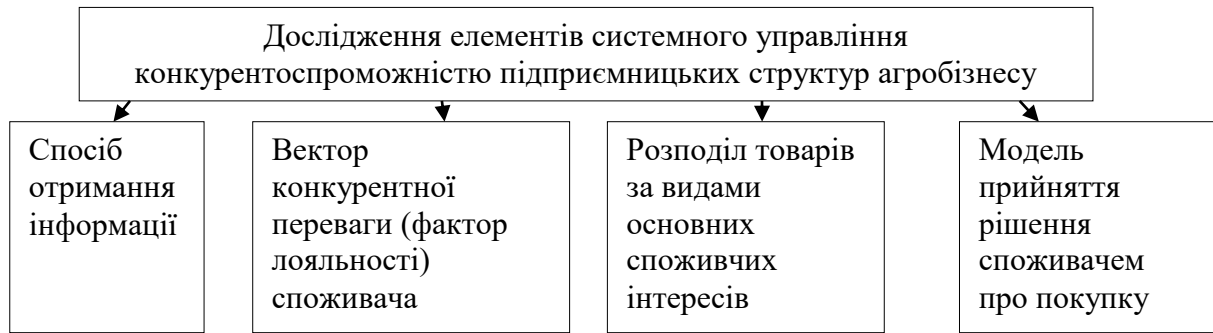 Дослідження елементів системного управління
конкурентоспроможністю підприємницьких структур агробізнесу
Спосіб
отримання
інформації
Вектор
конкурентної
переваги (фактор
лояльності)
споживача
Розподіл товарів
за видами
основних
споживчих
інтересів
Модель
прийняття
рішення
споживачем
про покупку